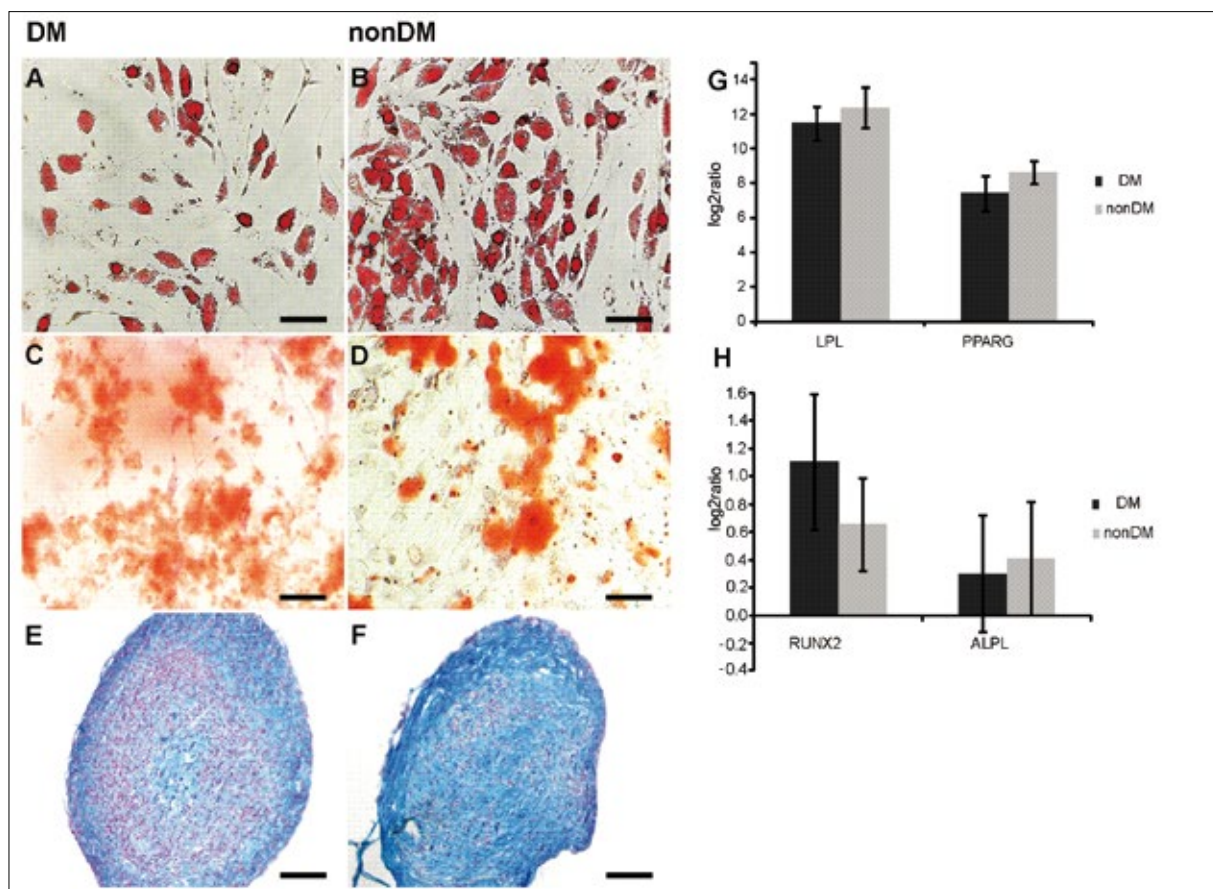 DM nonDM
A B
C D
E F
G
log2ratio
14
12
10
8
6
4
2
0
LPL PPARG
DM
nonDM
H
log2ratio
1.6
1.4
1.2
1.0
0.8
0.6
0.4
0.2
0.0
-0.2
-0.4
RUNX2 ALPL
DM
nonDM